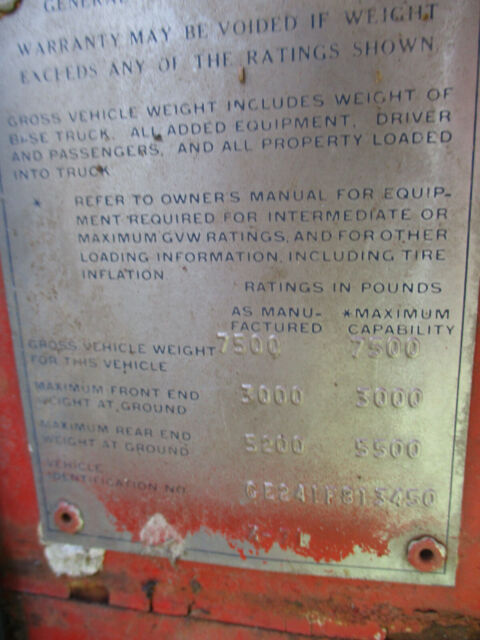 GENERAL
WARRANTY MAY BE VOIDED IF WEIGHT
EXCEEDS ANY OF THE RATINGS SHOWN
GROSS VEHICLE WEIGHT INCLUDES WEIGHT OF
BASE TRUCK, ALL ADDED EQUIPMENT, DRIVER
AND PASSENGERS, AND ALL PROPERTY LOADED
INTO TRUCK
* REFER TO OWNER'S MANUAL FOR EQUIP-
MENT REQUIRED FOR INTERMEDIATE OR
MAXIMUM GVW RATINGS, AND FOR OTHER
LOADING INFORMATION, INCLUDING TIRE
INFLATION
RATINGS IN POUNDS
AS MANU- *MAXIMUM
FACTURED CAPABILITY
GROSS VEHICLE WEIGHT 7500 7500
FOR THIS VEHICLE
MAXIMUM FRONT END 3000 3000
WEIGHT AT GROUND
MAXIMUM REAR END 5200 5500
WEIGHT AT GROUND
VEHICLE
IDENTIFICATION NO. GE241F813450